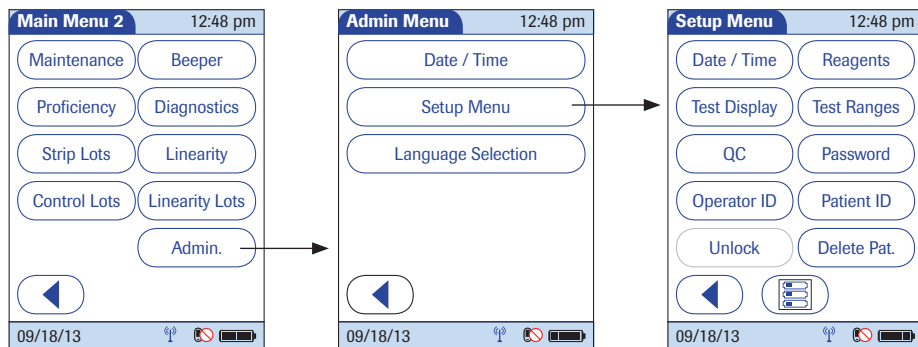 Main Menu 2 12:48 pm
Maintenance Beeper
Proficiency Diagnostics
Strip Lots Linearity
Control Lots Linearity Lots
Admin.
09/18/13
Admin Menu 12:48 pm
Date / Time
Setup Menu
Language Selection
09/18/13
Setup Menu 12:48 pm
Date / Time Reagents
Test Display Test Ranges
QC Password
Operator ID Patient ID
Unlock Delete Pat.
09/18/13